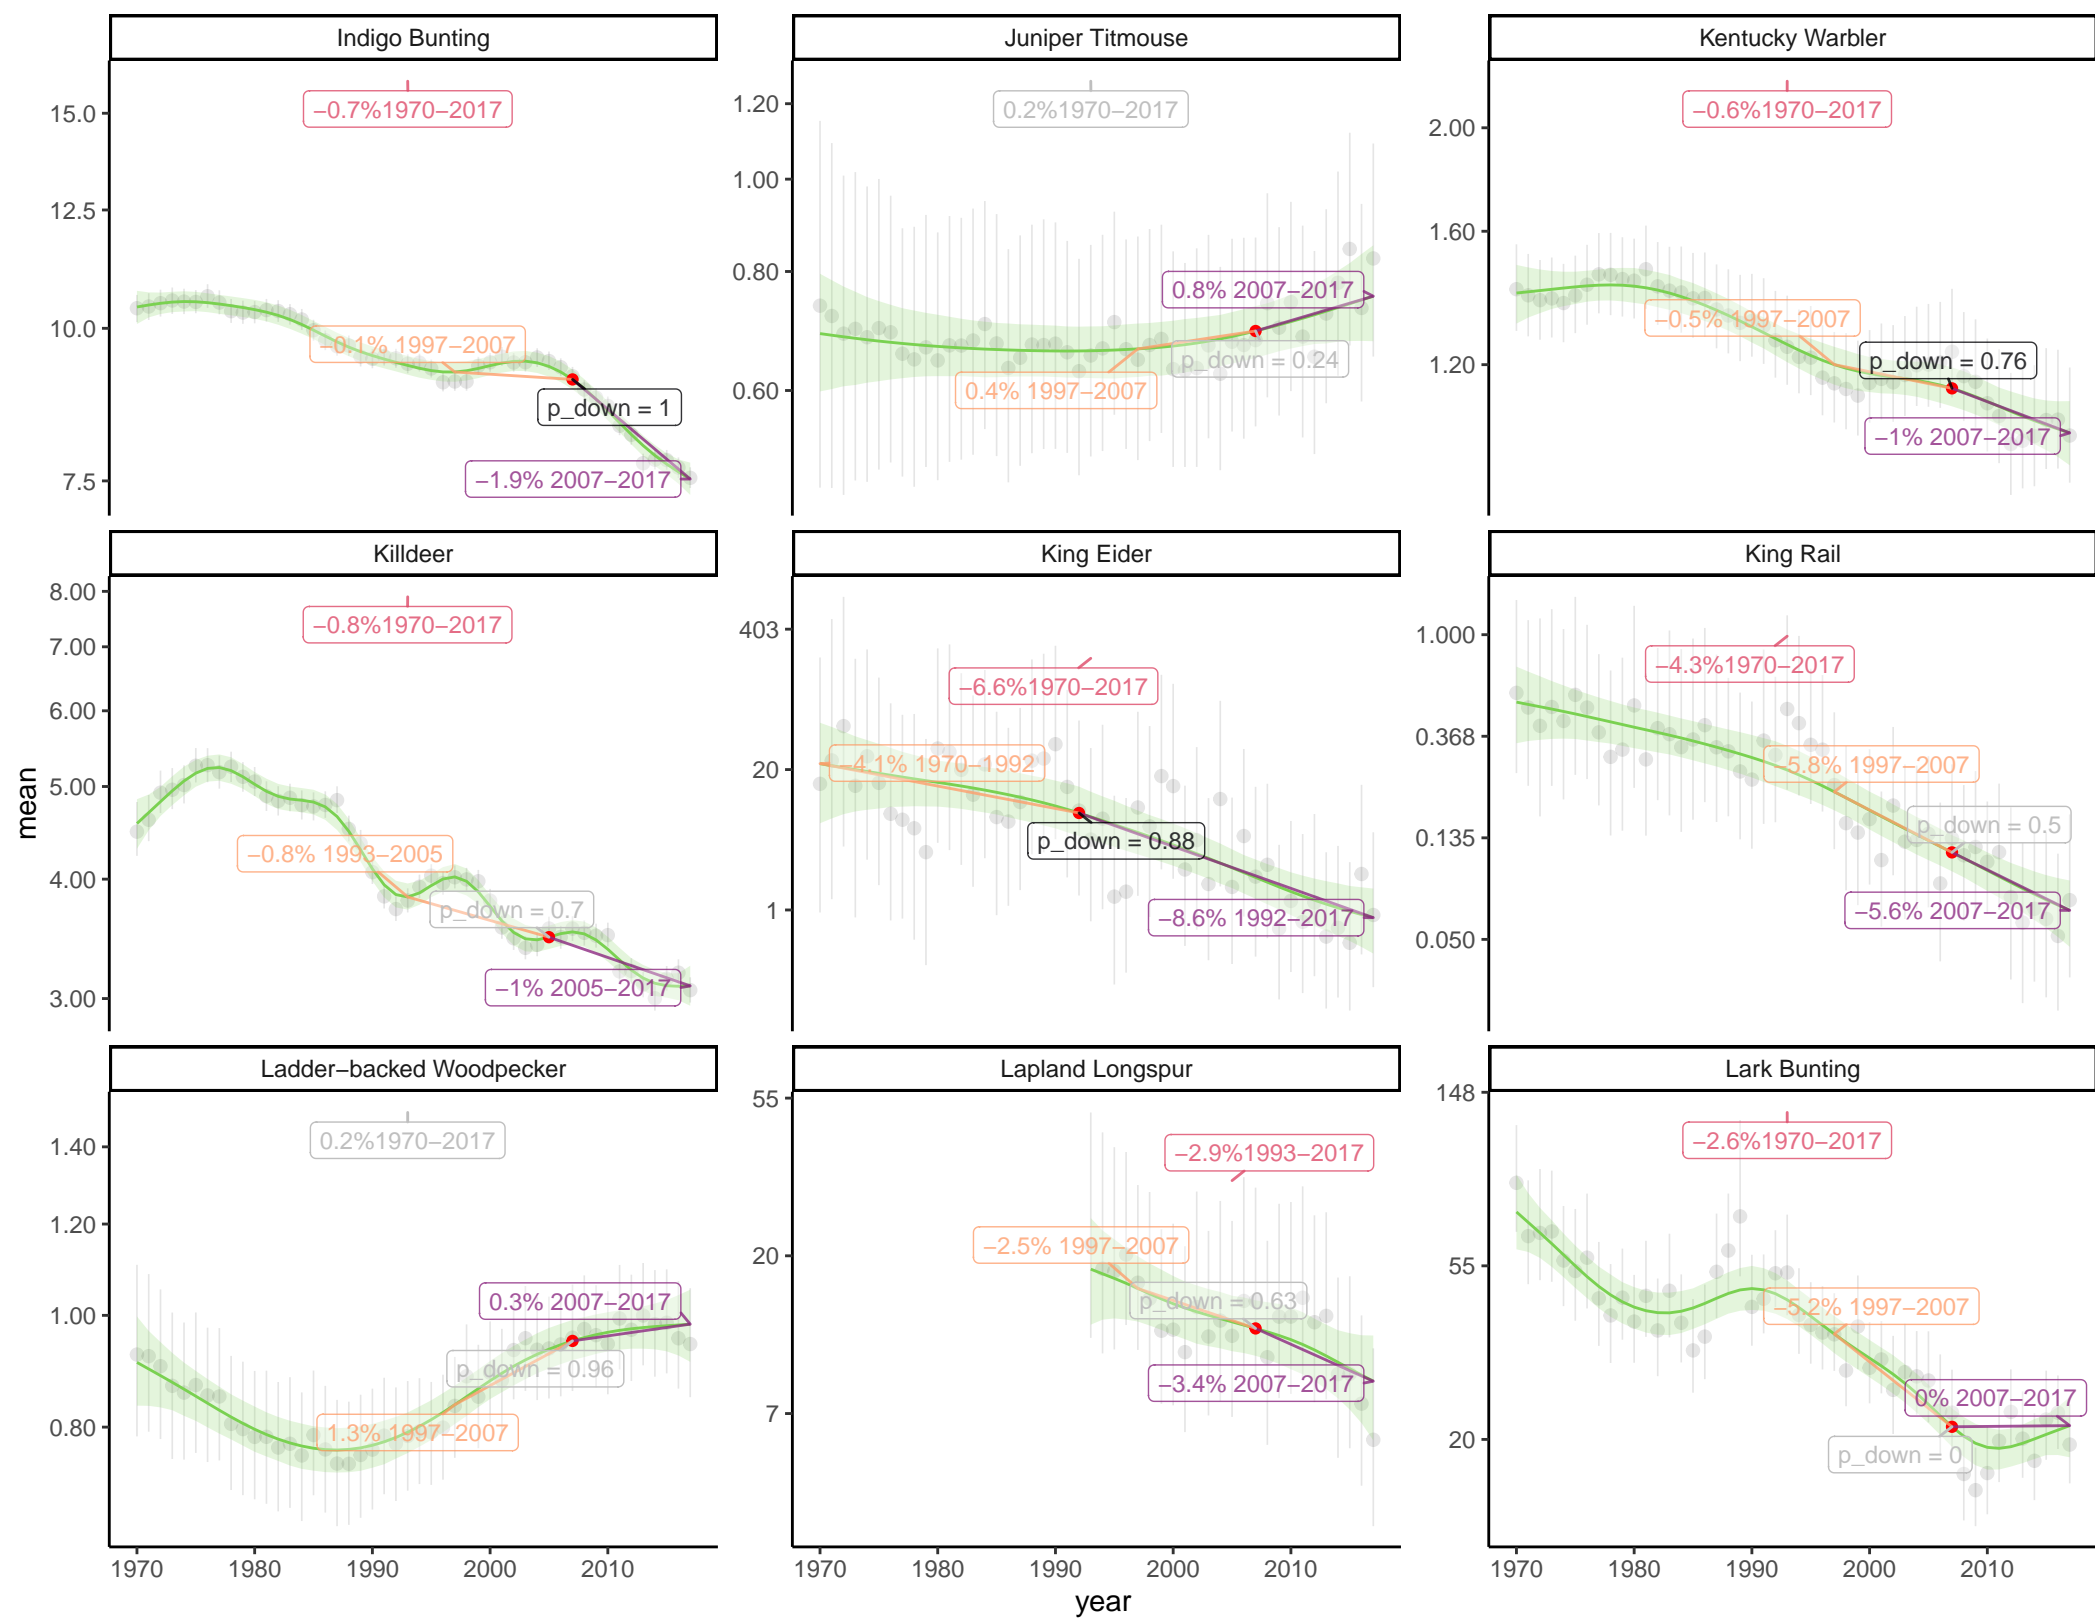 Indigo Bunting
Juniper Titmouse
Kentucky Warbler
15.0
12.5
10.0
7.5
−0.7%1970−2017
−0.1% 1997−2007
p_down = 1
−1.9% 2007−2017
1.20
1.00
0.80
0.60
0.2%1970−2017
0.8% 2007−2017
p_down = 0.24
0.4% 1997−2007
2.00
1.60
1.20
−0.6%1970−2017
−0.5% 1997−2007
p_down = 0.76
−1% 2007−2017
Killdeer
King Eider
King Rail
8.00
7.00
6.00
5.00
4.00
3.00
−0.8%1970−2017
−0.8% 1993−2005
p_down = 0.7
−1% 2005−2017
403
20
1
−6.6%1970−2017
−4.1% 1970−1992
p_down = 0.88
−8.6% 1992−2017
1.000
0.368
0.135
0.050
−4.3%1970−2017
−5.8% 1997−2007
p_down = 0.5
−5.6% 2007−2017
mean
Ladder−backed Woodpecker
Lapland Longspur
Lark Bunting
1.40
1.20
1.00
0.80
0.2%1970−2017
0.3% 2007−2017
p_down = 0.96
1.3% 1997−2007
55
20
7
−2.9%1993−2017
−2.5% 1997−2007
p_down = 0.63
−3.4% 2007−2017
148
55
20
−2.6%1970−2017
−5.2% 1997−2007
0% 2007−2017
p_down = 0
1970 1980 1990 2000 2010
1970 1980 1990 2000 2010
1970 1980 1990 2000 2010
year